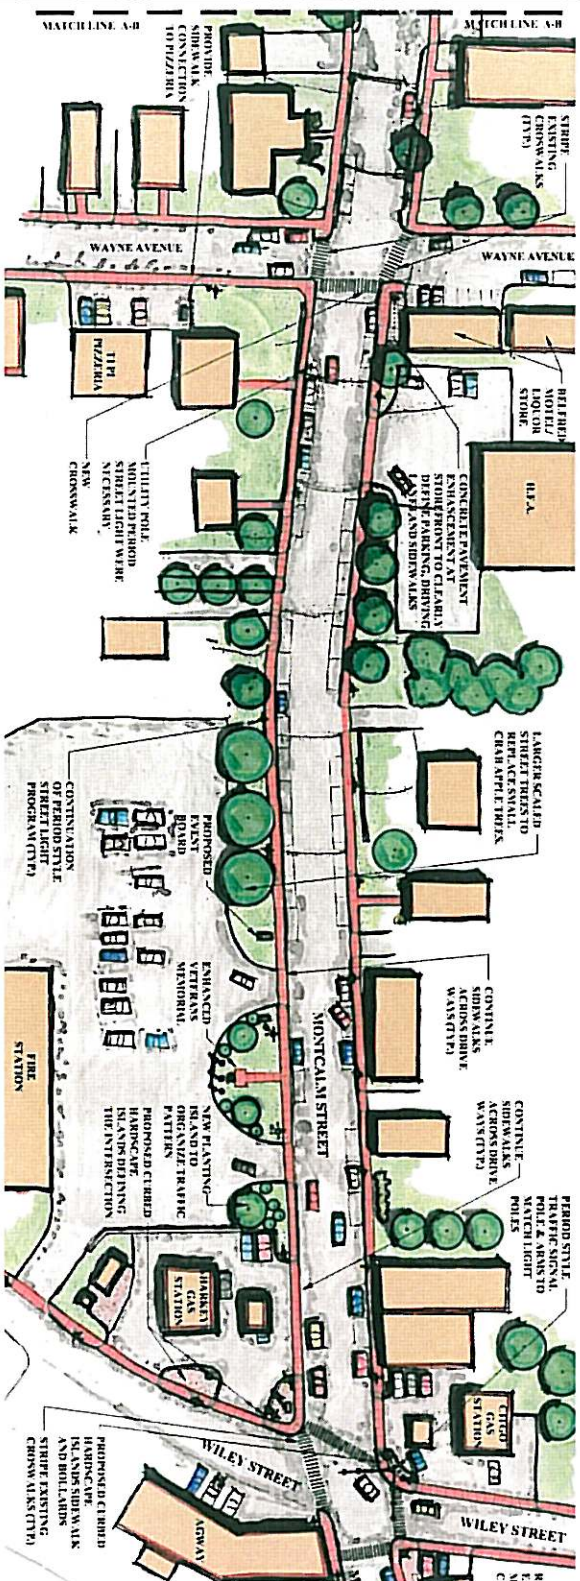 MATCH LINE A-B
MATCH LINE A-B
PROVIDE
SIDEWALK
CONNECTION
TO PIZZERIA
STRIPE
EXISTING
CROSWALKS
(TYP.)
WAYNE AVENUE
WAYNE AVENUE
BELFRED
MOTEL/
LIQUOR
STORE
TI PI
PIZZERIA
UTILITY POLE
MOUNTED PERIOD
STREET LIGHT WERE
NECESSARY
NEW
CROSSWALK
CONCRETE PAVEMENT
ENHANCEMENT AT
STOREFRONT TO CLEARLY
DEFINE PARKING, DRIVING
LANE AND SIDEWALKS
LARGER SCALED
STREET TREES TO
REPLACE SMALL
CRAB APPLE TREES.
CONTINUATION
OF PERIOD STYLE
STREET LIGHT
PROGRAM (TYP.)
PROPOSED
EVENT
BOARD
ENHANCED
VETERANS
MEMORIAL
CONTINUE
SIDEWALKS
ACROSS DRIVE
WAYS (TYP.)
MONTCALM STREET
FIRE
STATION
NEW PLANTING
ISLAND TO
ORGANIZE TRAFFIC
PATTERN
PROPOSED CURBED
HARDSCAPE
ISLANDS DEFINING
THE INTERSECTION
CONTINUE
SIDEWALKS
ACROSS DRIVE
WAYS (TYP.)
PERIOD STYLE
TRAFFIC SIGNAL
POLE & ARMS TO
MATCH LIGHT
POLES
HARKEY
GAS
STATION
CITGO
GAS
STATION
PROPOSED CURBED
HARDSCAPE
ISLANDS SIDEWALK
AND BOLLARDS
STRIPE EXISTING
CROSWALKS (TYP.)
WILEY STREET
WILEY STREET
AGWAY